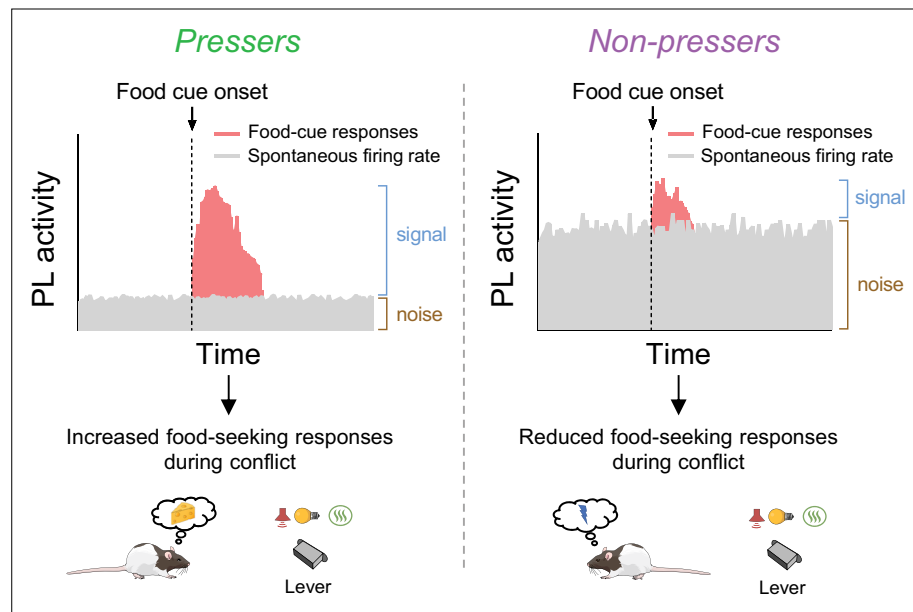 Pressers
Food cue onset
Food-cue responses
Spontaneous firing rate
PL activity
signal
noise
Time
Increased food-seeking responses
during conflict
Lever
Non-pressers
Food cue onset
Food-cue responses
Spontaneous firing rate
PL activity
signal
noise
Time
Reduced food-seeking responses
during conflict
Lever